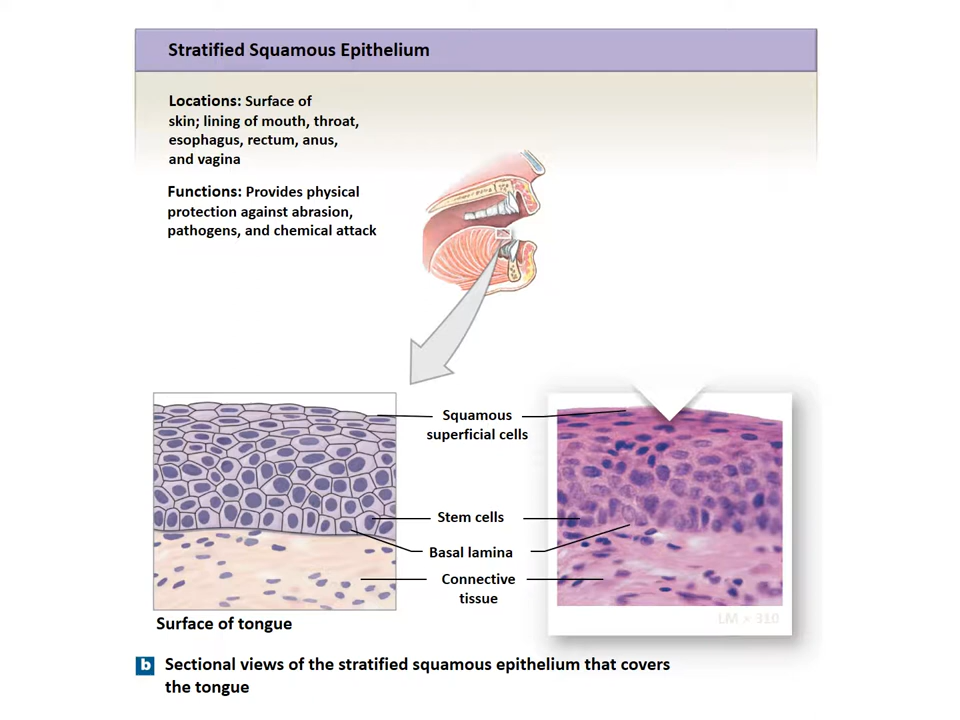 Stratified Squamous Epithelium
Locations: Surface of
skin; lining of mouth, throat,
esophagus, rectum, anus,
and vagina
Functions: Provides physical
protection against abrasion,
pathogens, and chemical attack
Squamous
superficial cells
Stem cells
Basal lamina
Connective
tissue
LM × 310
Surface of tongue
b Sectional views of the stratified squamous epithelium that covers
the tongue